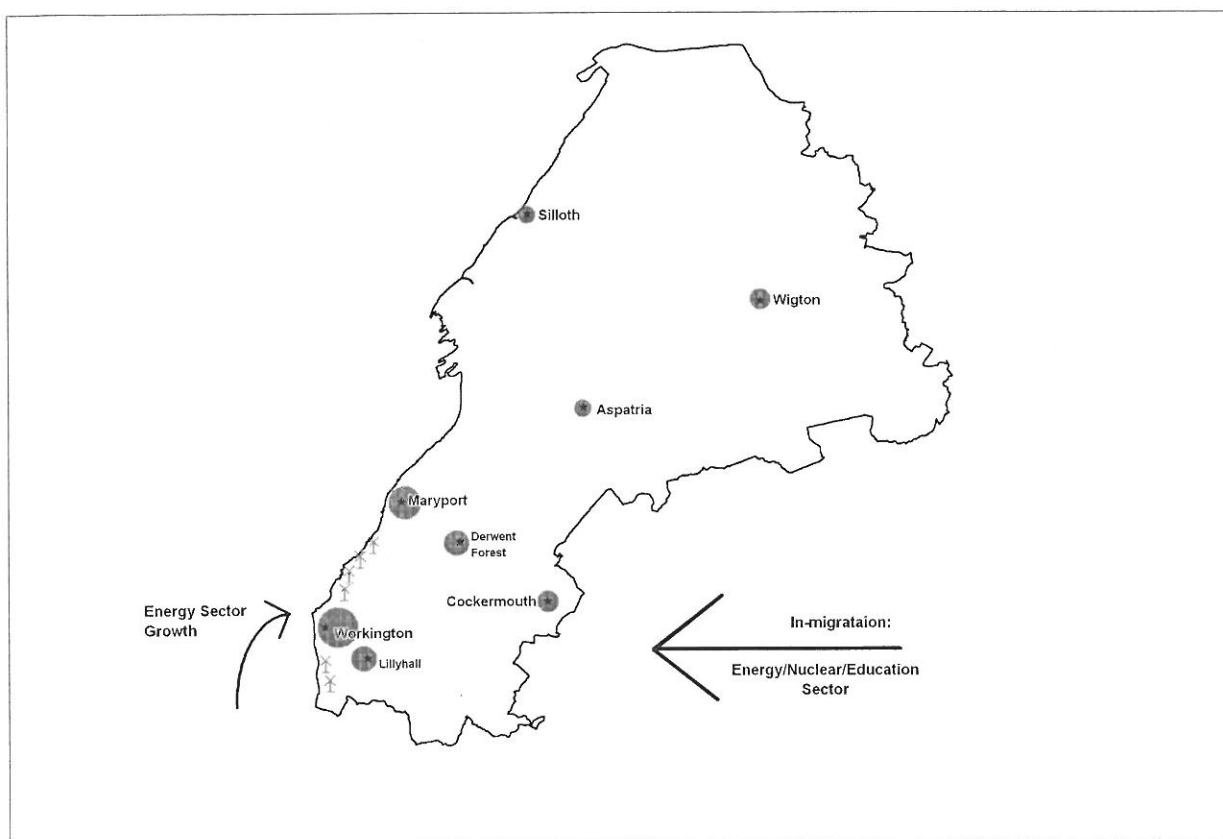 Silloth
Wigton
Aspatria
Maryport
Derwent
Forest
Cockermouth
Energy Sector
Growth
Workington
Lillyhall
In-migrataion:
Energy/Nuclear/Education
Sector